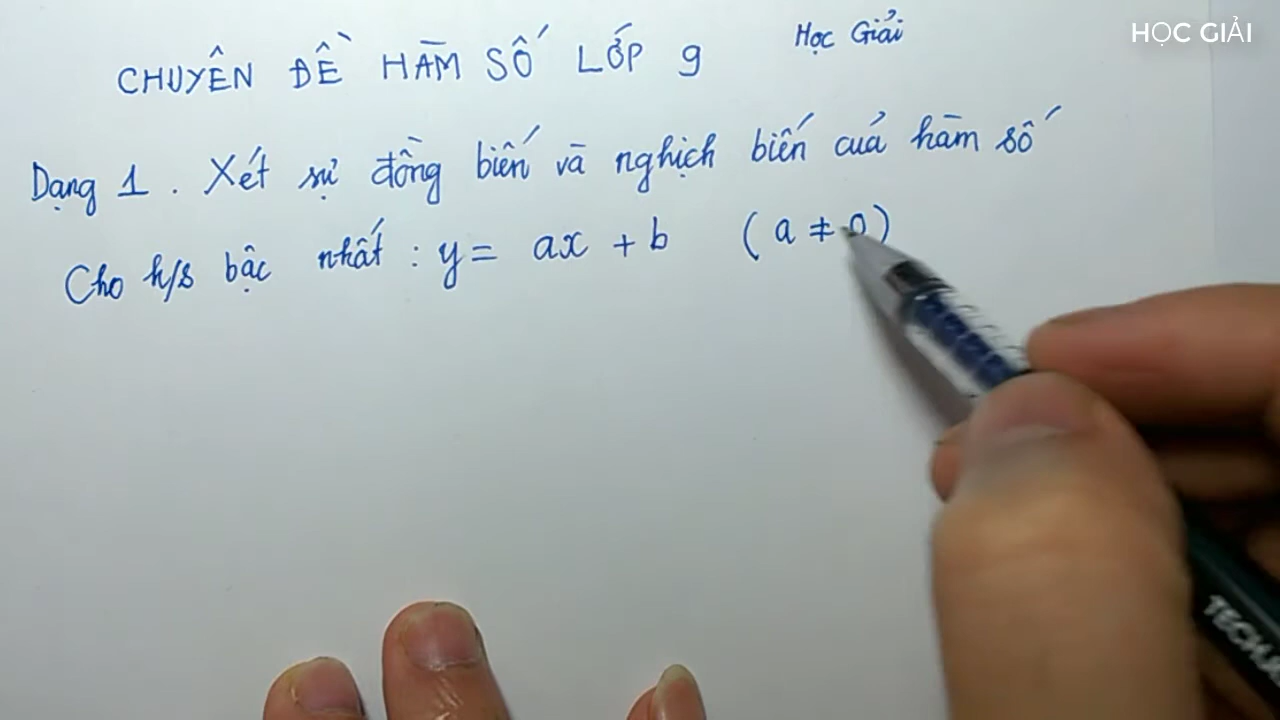 HỌC GIẢI
Học Giải
CHUYÊN ĐỀ HÀM SỐ LỚP 9
Dạng 1. Xét sự đồng biến và nghịch biến của hàm số
Cho h/s bậc nhất : y = ax + b (a ≠ 0)
TECHJ